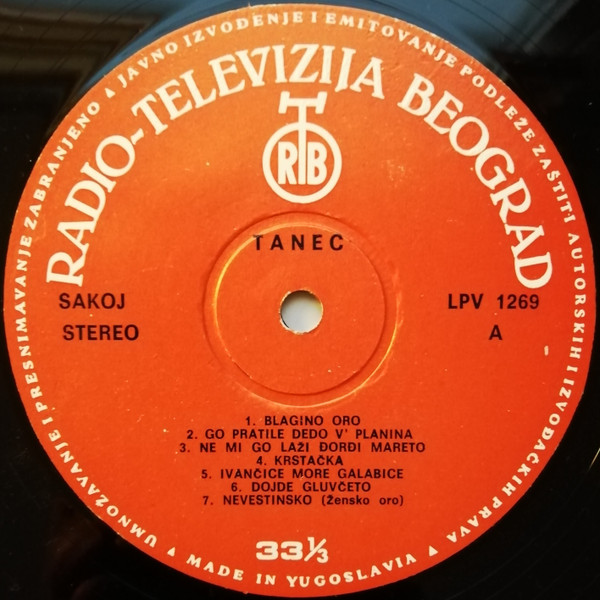 UMNOŽAVANJE I PRESNIMAVANJE ZABRANJENO ▲ JAVNO IZVOĐENJE I EMITOVANJE PODLEŽE ZAŠTITI AUTORSKIH I IZVOĐAČKIH PRAVA ▲
RADIO-TELEVIZIJA BEOGRAD
RTB
TANEC
SAKOJ
STEREO
LPV 1269
A
1. BLAGINO ORO
2. GO PRATILE DEDO V' PLANINA
3. NE MI GO LAŽI ĐORĐI MARETO
4. KRSTAČKA
5. IVANČICE MORE GALABICE
6. DOJDE GLUVČETO
7. NEVESTINSKO (žensko oro)
33⅓
▲ MADE IN YUGOSLAVIA ▲